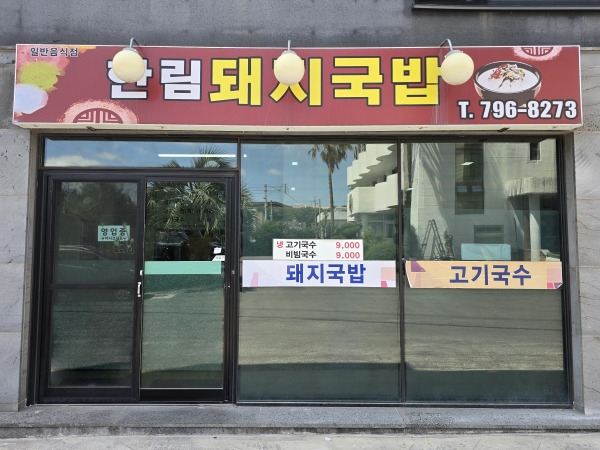 일반음식점
한림돼지국밥
T. 796-8273
영업중
냉 고기국수 9,000
비빔국수 9,000
돼지국밥
고기국수